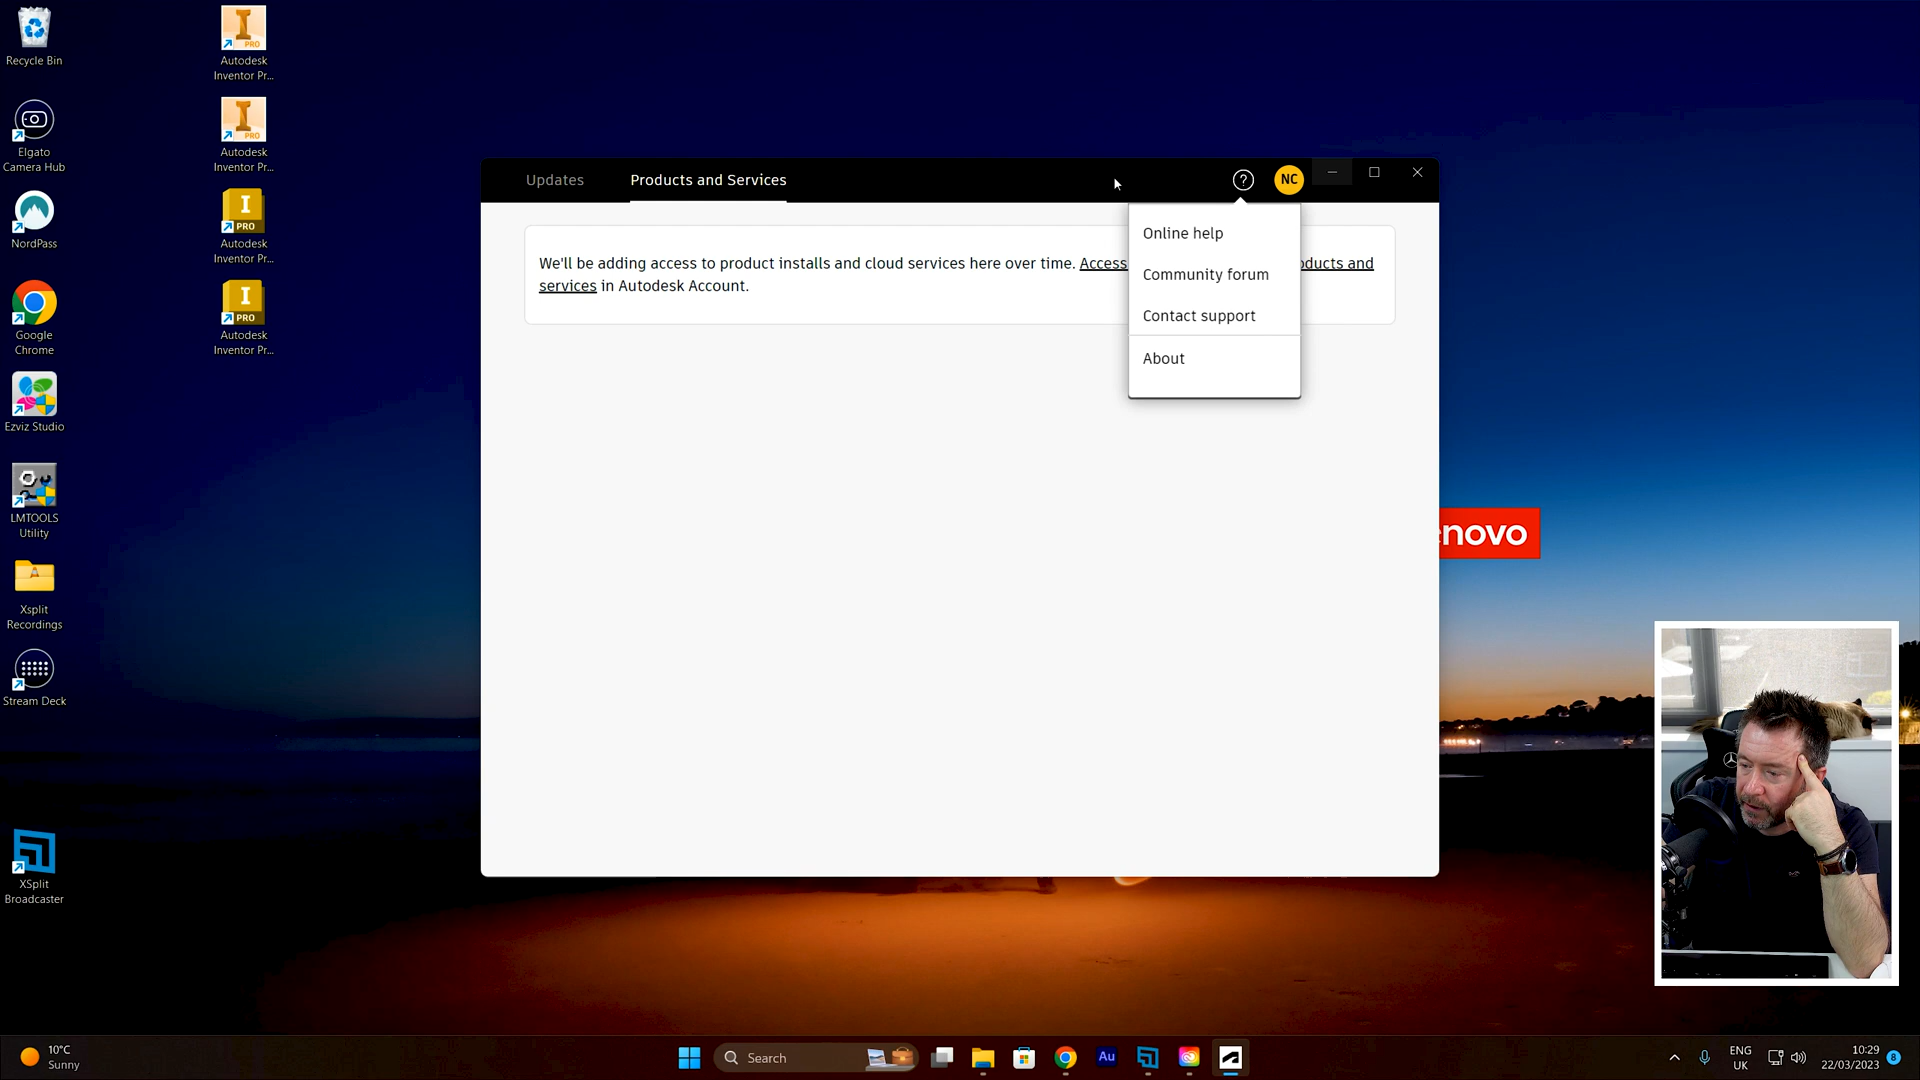 Recycle Bin
Elgato
Camera Hub
NordPass
Google
Chrome
Ezviz Studio
LMTOOLS
Utility
Xsplit
Recordings
Stream Deck
XSplit
Broadcaster
PRO
Autodesk
Inventor Pr...
PRO
Autodesk
Inventor Pr...
I
PRO
Autodesk
Inventor Pr...
I
PRO
Autodesk
Inventor Pr...
Updates
Products and Services
?
NC
We'll be adding access to product installs and cloud services here over time. Access
oducts and
services in Autodesk Account.
Online help
Community forum
Contact support
About
novo
10°C
Sunny
Search
Au
ENG
UK
10:29
22/03/2023
8